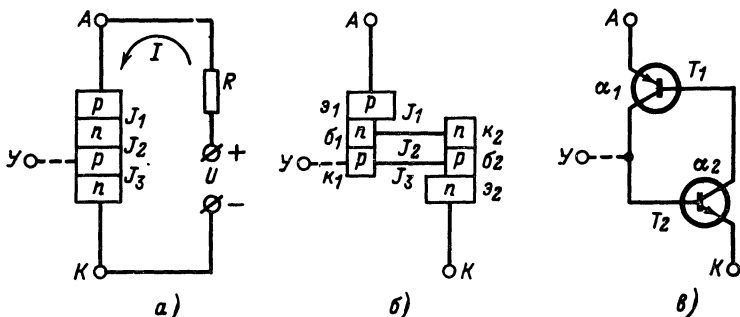 A
I
R
p
n
p
n
J₁
J₂
J₃
У
U
+
−
К
а)
A
э₁
p
J₁
б₁
n
n
к₂
У
J₂
к₁
p
p
б₂
J₃
n
э₂
К
б)
A
T₁
α₁
У
α₂
T₂
К
в)